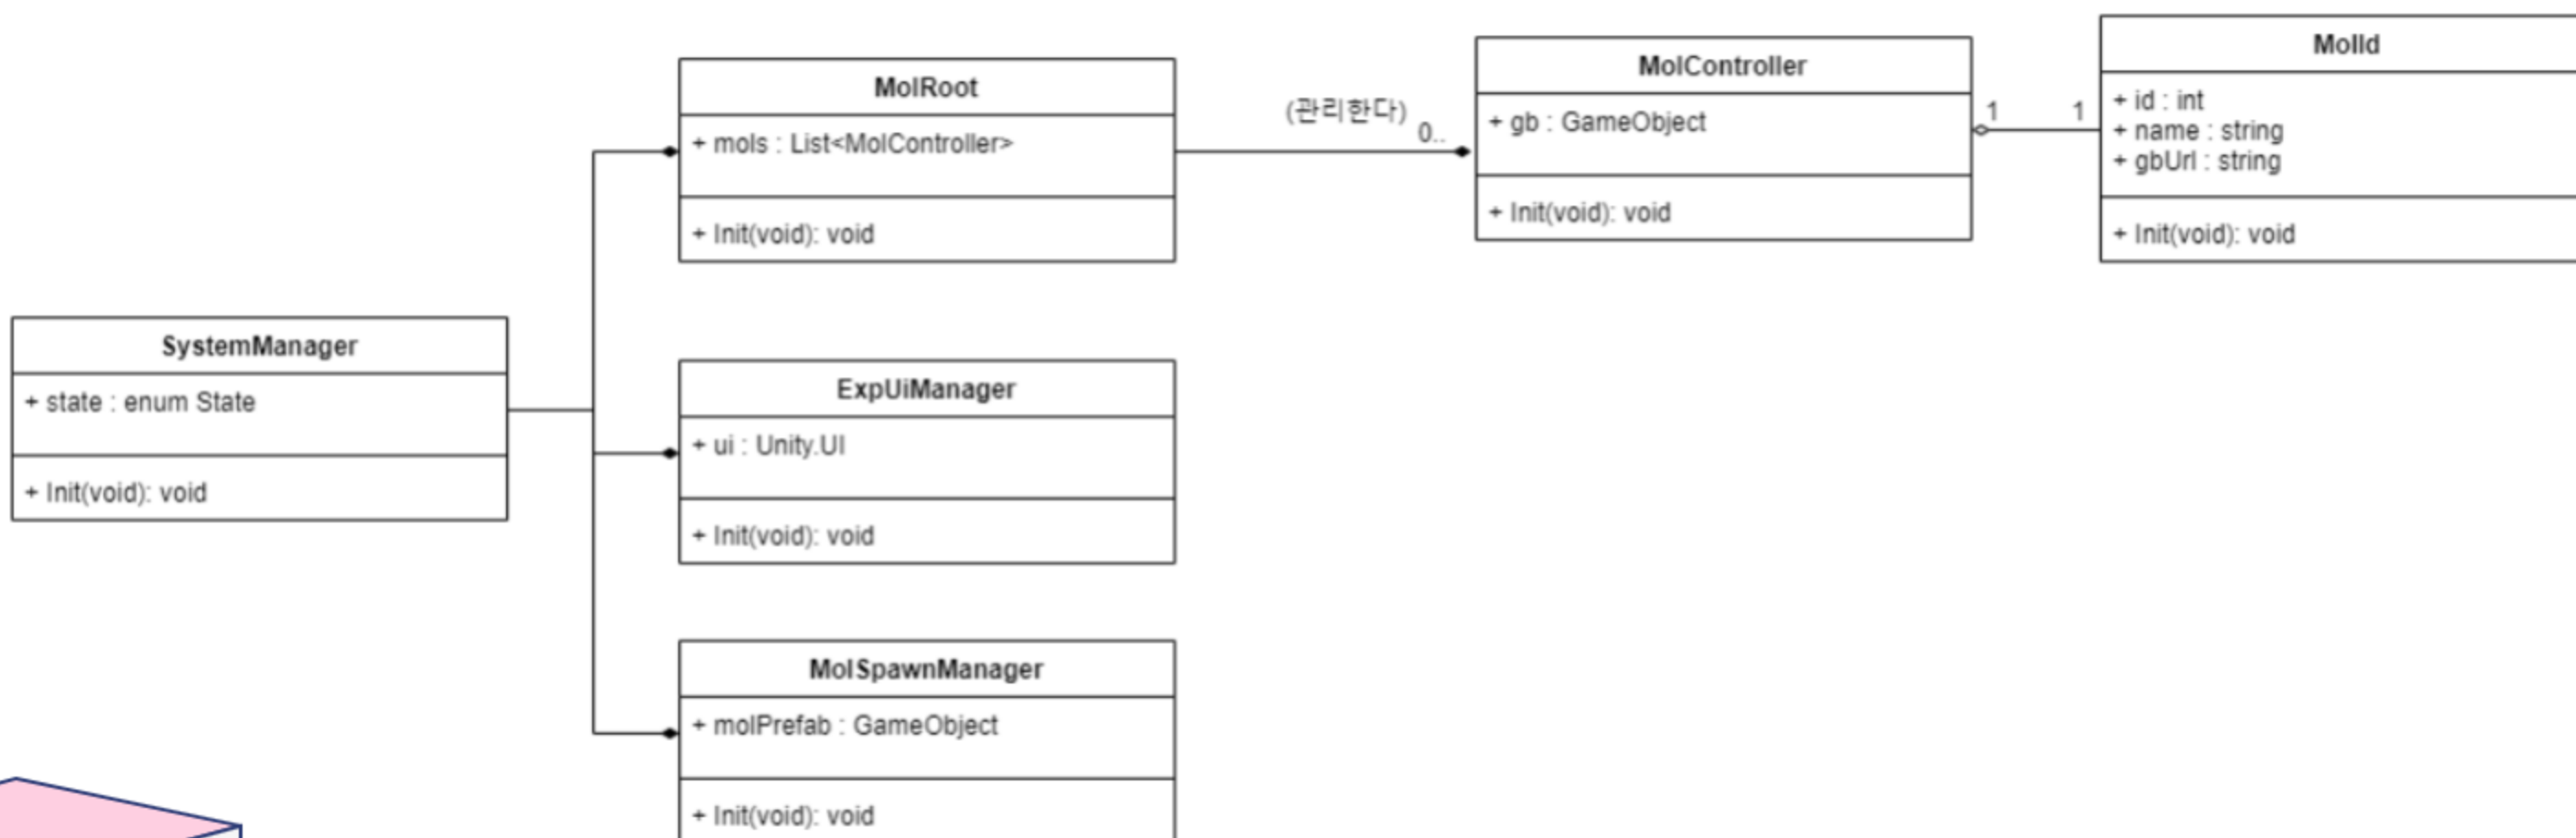 MolRoot
+ mols : List<MolController>
+ Init(void): void
(관리한다)
0..
MolController
+ gb : GameObject
+ Init(void): void
1
1
MolId
+ id : int
+ name : string
+ gbUrl : string
+ Init(void): void
SystemManager
+ state : enum State
+ Init(void): void
ExpUiManager
+ ui : Unity.UI
+ Init(void): void
MolSpawnManager
+ molPrefab : GameObject
+ Init(void): void